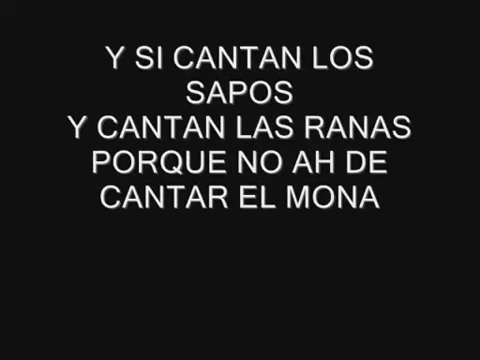 Y SI CANTAN LOS
SAPOS
Y CANTAN LAS RANAS
PORQUE NO AH DE
CANTAR EL MONA